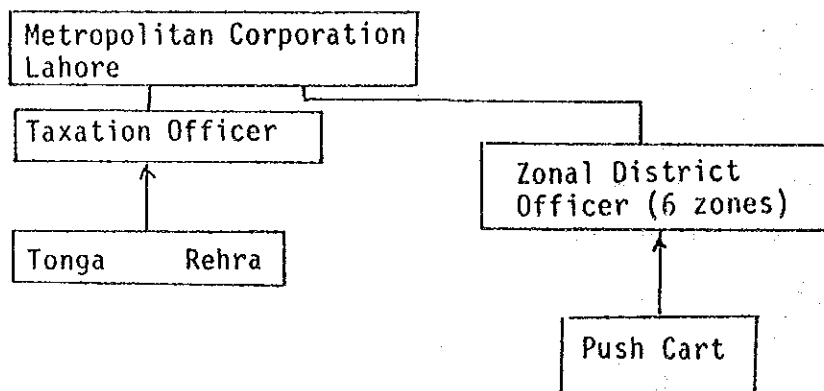 Metropolitan Corporation
Lahore
Taxation Officer
Zonal District
Officer (6 zones)
Tonga Rehra
Push Cart